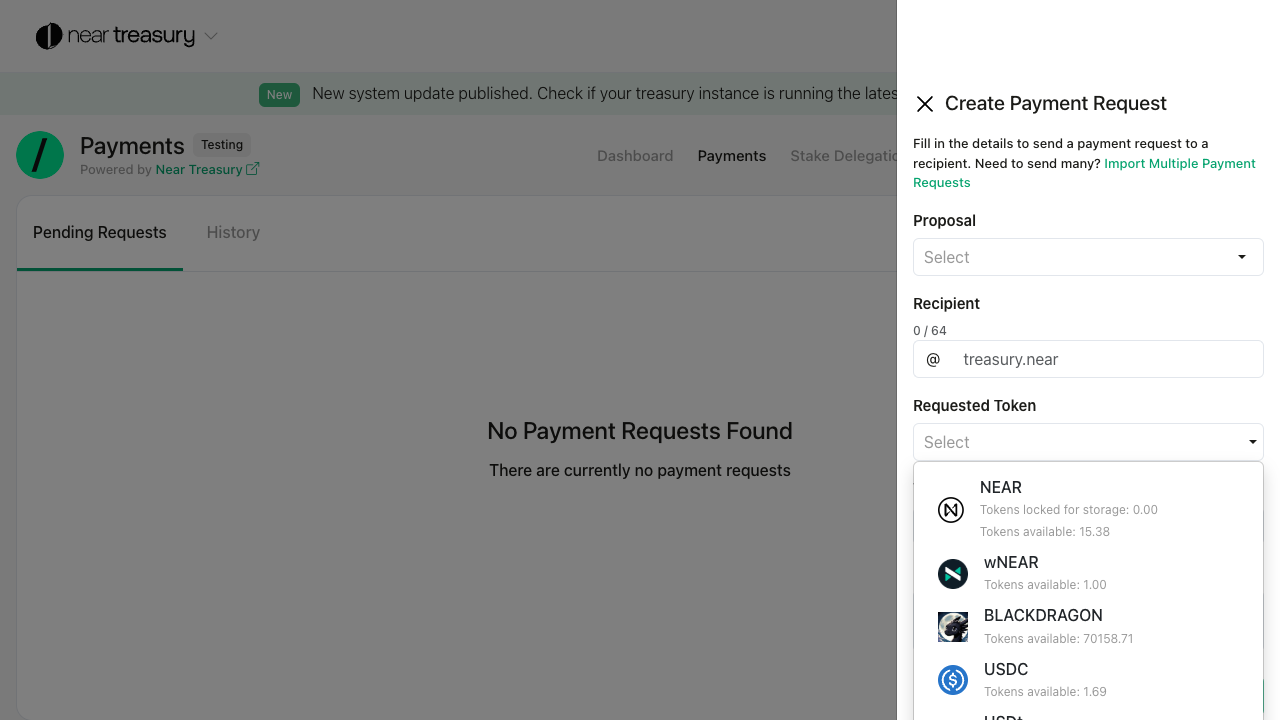 near treasury
New New system update published. Check if your treasury instance is running the lates
Payments Testing
Powered by Near Treasury
Dashboard Payments Stake Delegatio
Pending Requests History
No Payment Requests Found
There are currently no payment requests
Create Payment Request
Fill in the details to send a payment request to a
recipient. Need to send many? Import Multiple Payment
Requests
Proposal
Select
Recipient
0 / 64
@ treasury.near
Requested Token
Select
NEAR
Tokens locked for storage: 0.00
Tokens available: 15.38
wNEAR
Tokens available: 1.00
BLACKDRAGON
Tokens available: 70158.71
USDC
Tokens available: 1.69
USDt